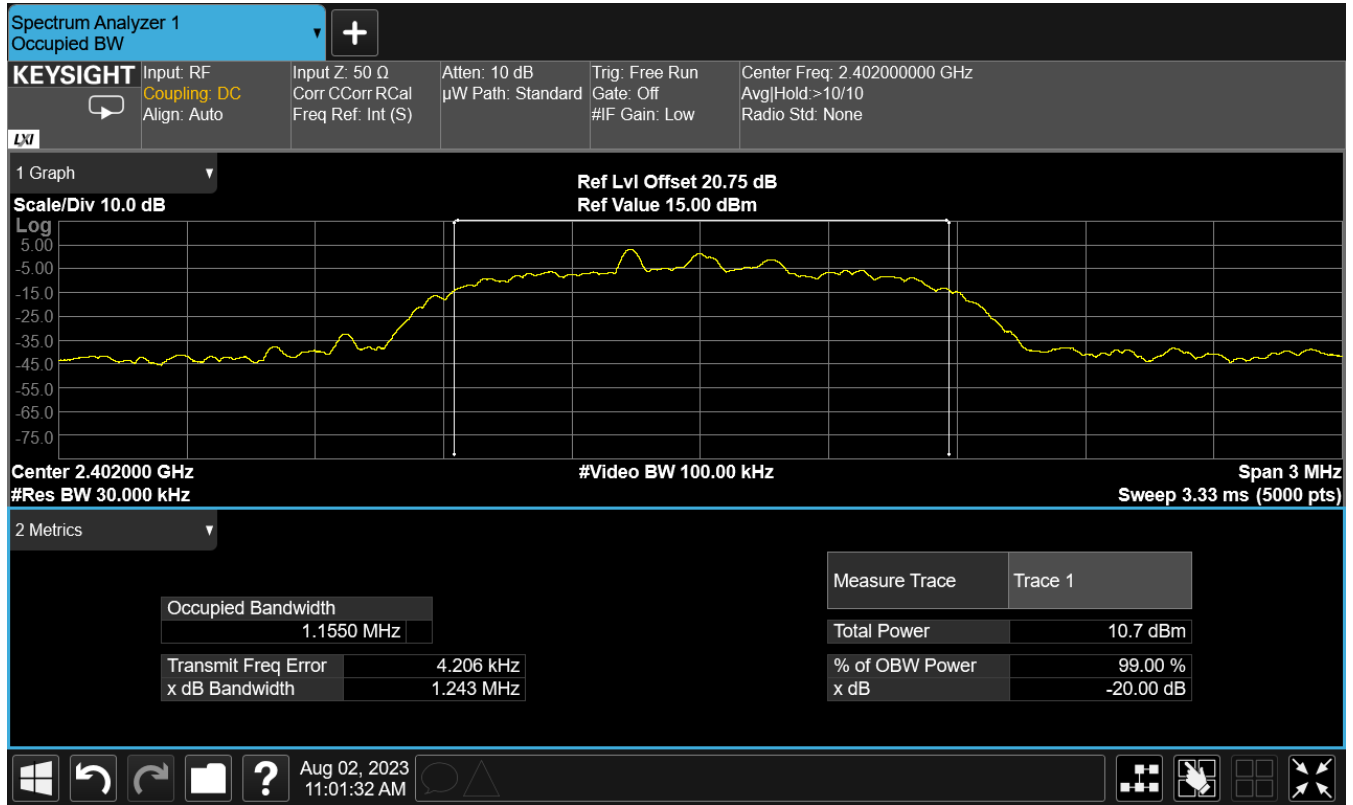 Spectrum Analyzer 1
Occupied BW
KEYSIGHT
LXI
Input: RF
Coupling: DC
Align: Auto
Input Z: 50 Ω
Corr CCorr RCal
Freq Ref: Int (S)
Atten: 10 dB
µW Path: Standard
Trig: Free Run
Gate: Off
#IF Gain: Low
Center Freq: 2.402000000 GHz
Avg|Hold:>10/10
Radio Std: None
1 Graph
Scale/Div 10.0 dB
Ref Lvl Offset 20.75 dB
Ref Value 15.00 dBm
Log
5.00
-5.00
-15.0
-25.0
-35.0
-45.0
-55.0
-65.0
-75.0
Center 2.402000 GHz
#Res BW 30.000 kHz
#Video BW 100.00 kHz
Span 3 MHz
Sweep 3.33 ms (5000 pts)
2 Metrics
Occupied Bandwidth
1.1550 MHz
Transmit Freq Error 4.206 kHz
x dB Bandwidth 1.243 MHz
Measure Trace Trace 1
Total Power 10.7 dBm
% of OBW Power 99.00 %
x dB -20.00 dB
Aug 02, 2023
11:01:32 AM